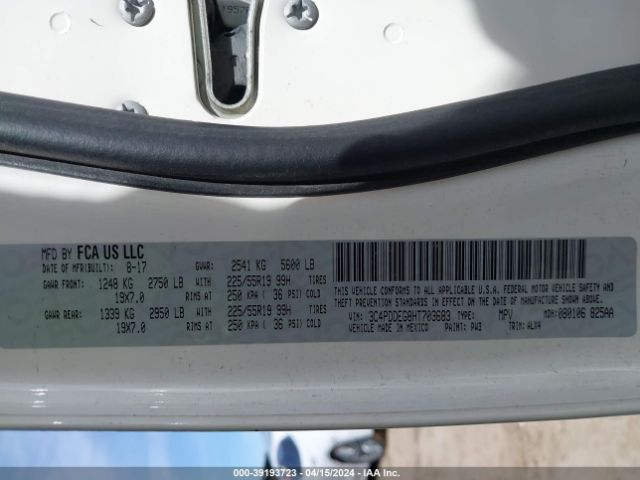 1957
MFD BY FCA US LLC
DATE OF MFR(BUILT): 8-17 GVWR: 2541 KG 5600 LB
GAWR FRONT: 1248 KG 2750 LB WITH 225/55R19 99H TIRES
19X7.0 RIMS AT 250 KPA ( 36 PSI) COLD
GAWR REAR: 1339 KG 2950 LB WITH 225/55R19 99H TIRES
19X7.0 RIMS AT 250 KPA ( 36 PSI) COLD
THIS VEHICLE CONFORMS TO ALL APPLICABLE U.S.A. FEDERAL MOTOR VEHICLE SAFETY AND
THEFT PREVENTION STANDARDS IN EFFECT ON THE DATE OF MANUFACTURE SHOWN ABOVE.
VIN: 3C4PDDEG8HT703683 TYPE: MPV MDH: 080106 825AA
MADE IN MEXICO PAINT: PW3 TRIM: ALX4
000-39193723 - 04/15/2024 - IAA Inc.